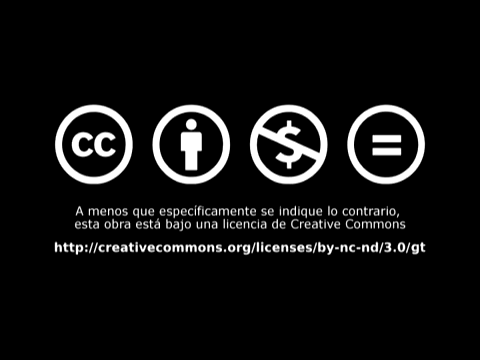 CC
$
=
A menos que específicamente se indique lo contrario,
esta obra está bajo una licencia de Creative Commons
http://creativecommons.org/licenses/by-nc-nd/3.0/gt